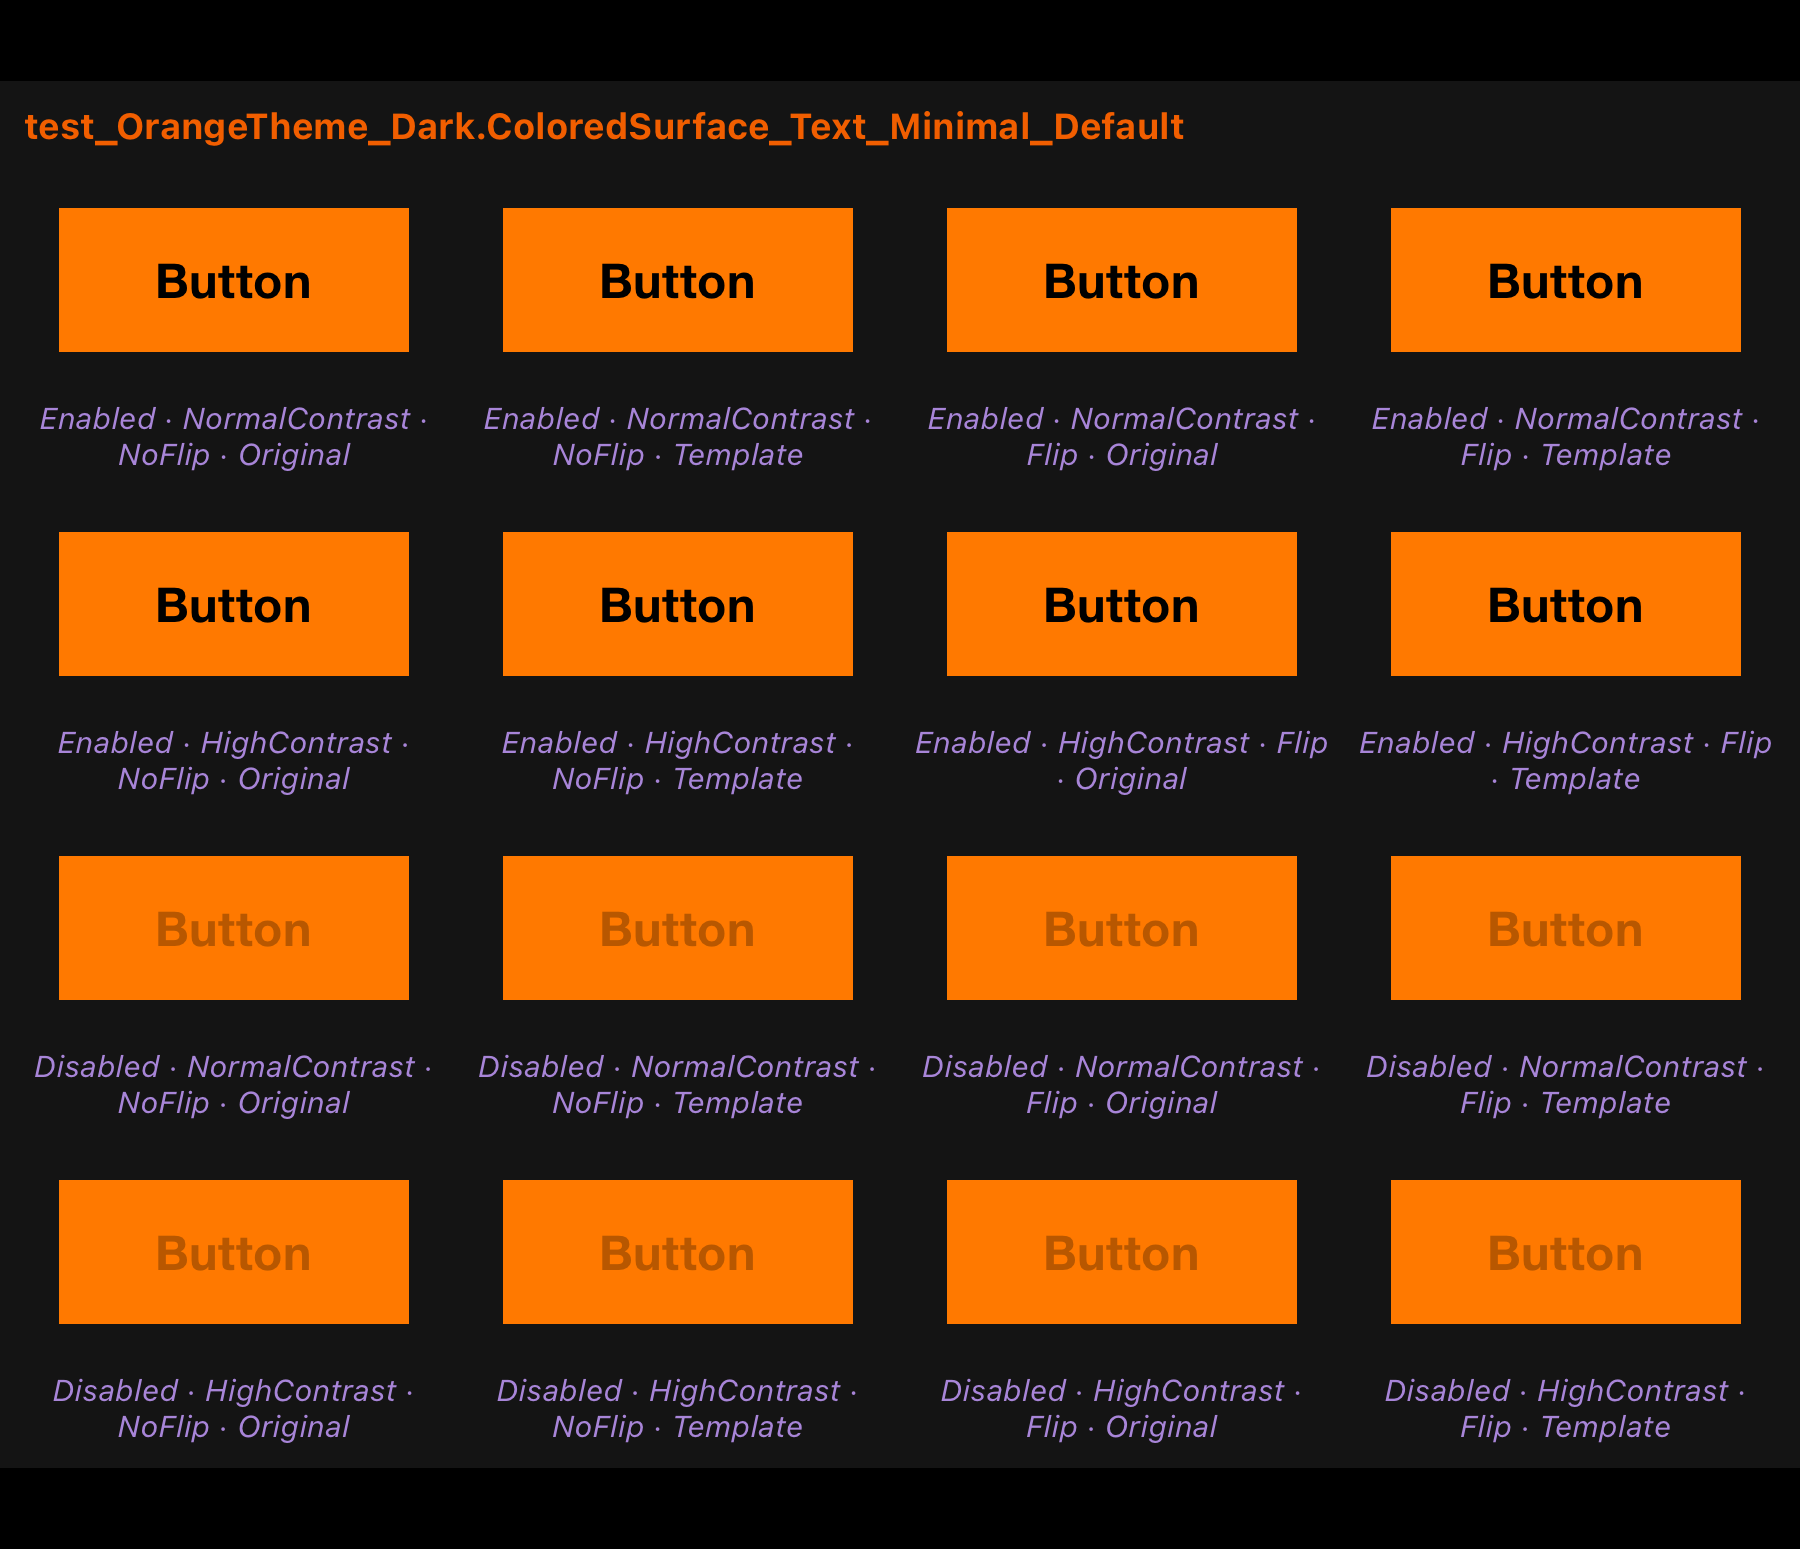 test_OrangeTheme_Dark.ColoredSurface_Text_Minimal_Default
Button Button Button Button
Enabled · NormalContrast · Enabled · NormalContrast · Enabled · NormalContrast · Enabled · NormalContrast ·
NoFlip · Original NoFlip · Template Flip · Original Flip · Template
Button Button Button Button
Enabled · HighContrast · Enabled · HighContrast · Enabled · HighContrast · Flip Enabled · HighContrast · Flip
NoFlip · Original NoFlip · Template · Original · Template
Button Button Button Button
Disabled · NormalContrast · Disabled · NormalContrast · Disabled · NormalContrast · Disabled · NormalContrast ·
NoFlip · Original NoFlip · Template Flip · Original Flip · Template
Button Button Button Button
Disabled · HighContrast · Disabled · HighContrast · Disabled · HighContrast · Disabled · HighContrast ·
NoFlip · Original NoFlip · Template Flip · Original Flip · Template